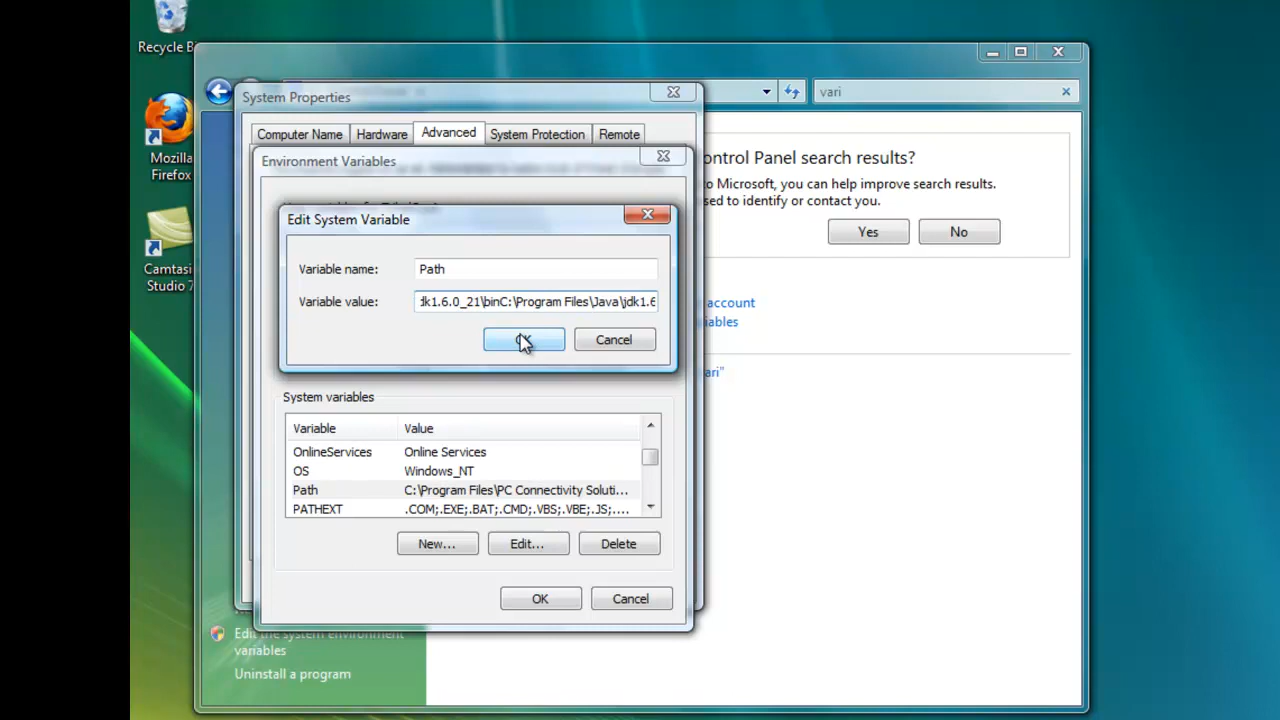 Recycle B
Mozilla
Firefox
Camtasi
Studio 7
vari
System Properties
Computer Name
Hardware
Advanced
System Protection
Remote
Environment Variables
Edit System Variable
Variable name:
Path
Variable value:
dk1.6.0_21\binC:\Program Files\Java\jdk1.6
Cancel
System variables
Variable
Value
OnlineServices
Online Services
OS
Windows_NT
Path
C:\Program Files\PC Connectivity Soluti...
PATHEXT
.COM;.EXE;.BAT;.CMD;.VBS;.VBE;.JS;....
New...
Edit...
Delete
OK
Cancel
ontrol Panel search results?
to Microsoft, you can help improve search results.
sed to identify or contact you.
Yes
No
account
iables
ari"
Edit the system environment
variables
Uninstall a program